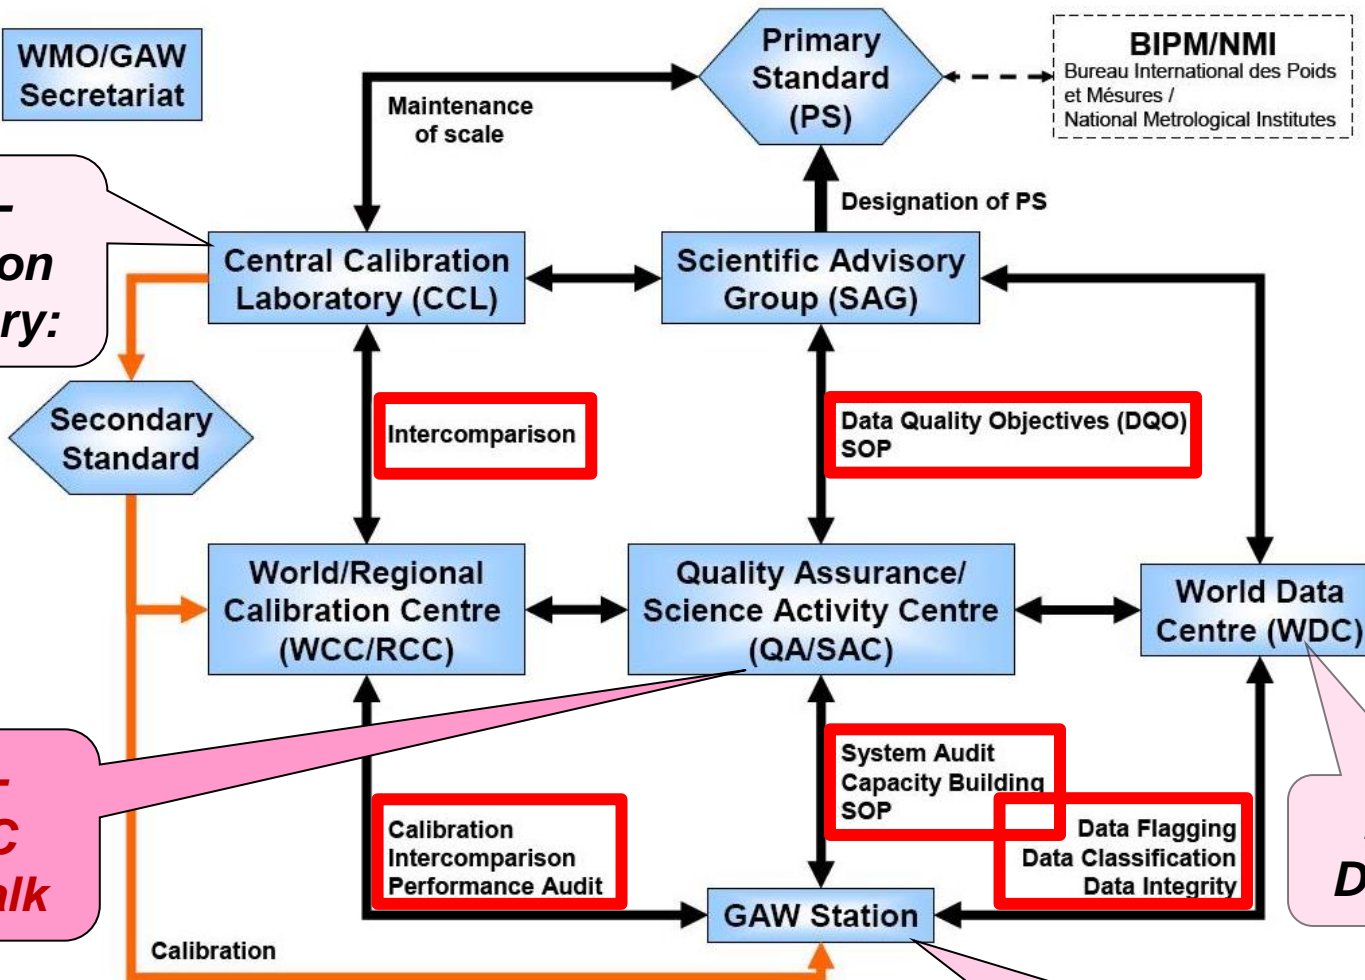 WMO/GAW
Secretariat
Primary
Standard
(PS)
BIPM/NMI
Bureau International des Poids
et Mésures /
National Metrological Institutes
Maintenance
of scale
Designation of PS
ry:
Central Calibration
Laboratory (CCL)
Scientific Advisory
Group (SAG)
Secondary
Standard
Intercomparison
Data Quality Objectives (DQO)
SOP
World/Regional
Calibration Centre
(WCC/RCC)
Quality Assurance/
Science Activity Centre
(QA/SAC)
World Data
Centre (WDC)
System Audit
Capacity Building
SOP
Calibration
Intercomparison
Performance Audit
Data Flagging
Data Classification
Data Integrity
GAW Station
Calibration